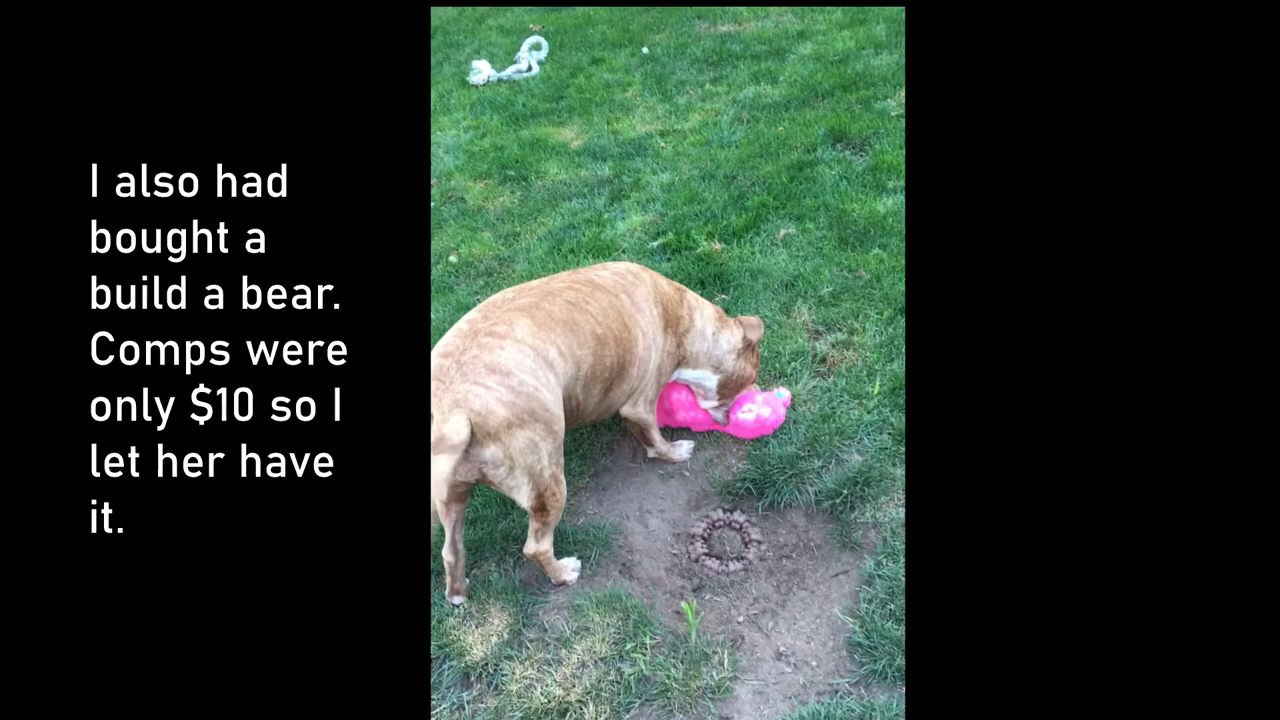 I also had
bought a
build a bear.
Comps were
only $10 so I
let her have
it.